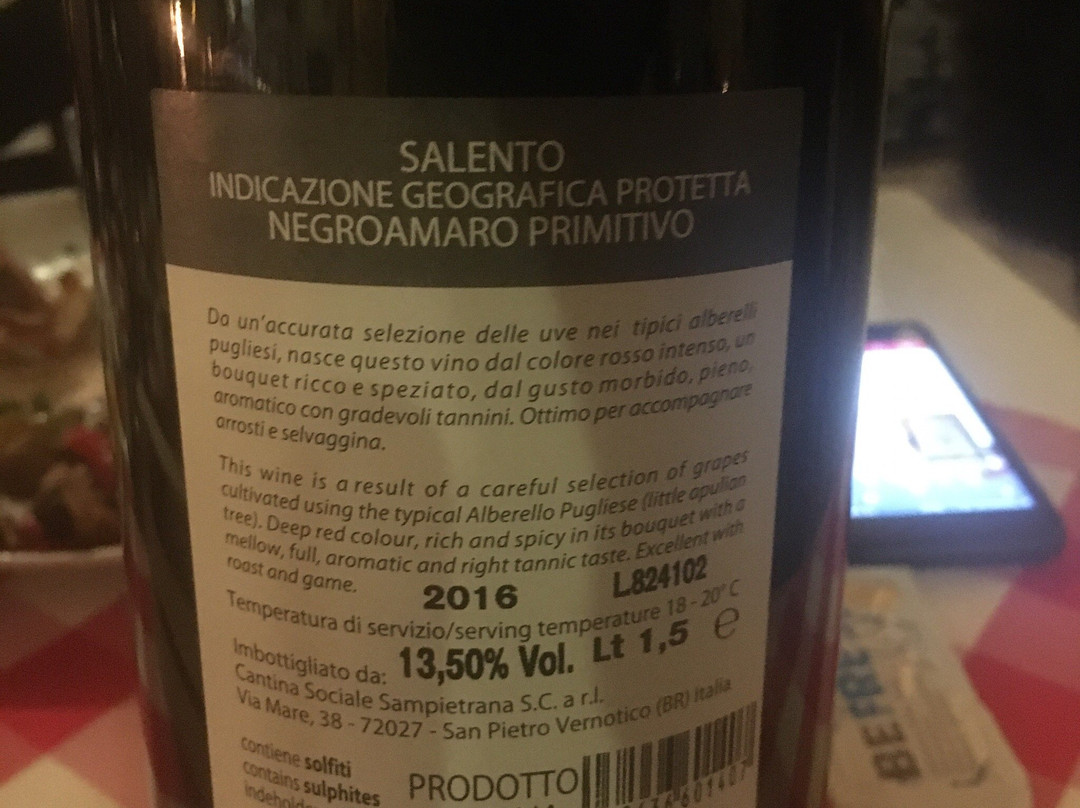 SALENTO
INDICAZIONE GEOGRAFICA PROTETTA
NEGROAMARO PRIMITIVO
Da un'accurata selezione delle uve nei tipici alberelli
pugliesi, nasce questo vino dal colore rosso intenso, un
bouquet ricco e speziato, dal gusto morbido, pieno,
aromatico con gradevoli tannini. Ottimo per accompagnare
arrosti e selvaggina.
This wine is a result of a careful selection of grapes
cultivated using the typical Alberello Pugliese (little apulian
tree). Deep red colour, rich and spicy in its bouquet with a
mellow, full, aromatic and right tannic taste. Excellent with
roast and game.
2016 L824102
Temperatura di servizio/serving temperature 18 - 20° C
Imbottigliato da: 13,50% Vol. Lt 1,5 e
Cantina Sociale Sampietrana S.C. a r.l.
Via Mare, 38 - 72027 - San Pietro Vernotico (BR) Italia
contiene solfiti
contains sulphites
PRODOTTO